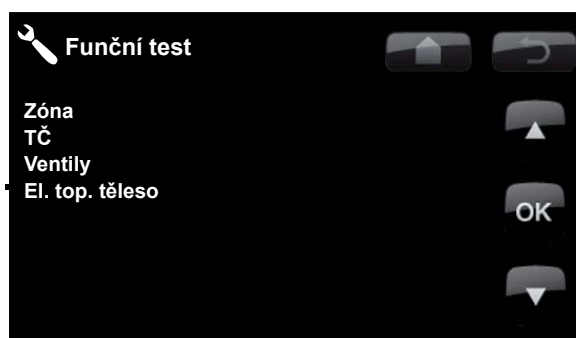 Funční test
Zóna
TČ
Ventily
El. top. těleso
OK